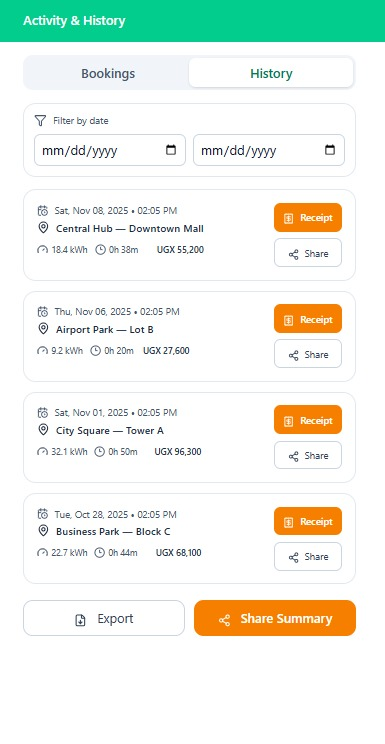 Activity & History
Bookings
History
Filter by date
mm/dd/yyyy
mm/dd/yyyy
Sat, Nov 08, 2025 • 02:05 PM
Central Hub — Downtown Mall
18.4 kWh 0h 38m UGX 55,200
Receipt
Share
Thu, Nov 06, 2025 • 02:05 PM
Airport Park — Lot B
9.2 kWh 0h 20m UGX 27,600
Receipt
Share
Sat, Nov 01, 2025 • 02:05 PM
City Square — Tower A
32.1 kWh 0h 50m UGX 96,300
Receipt
Share
Tue, Oct 28, 2025 • 02:05 PM
Business Park — Block C
22.7 kWh 0h 44m UGX 68,100
Receipt
Share
Export
Share Summary